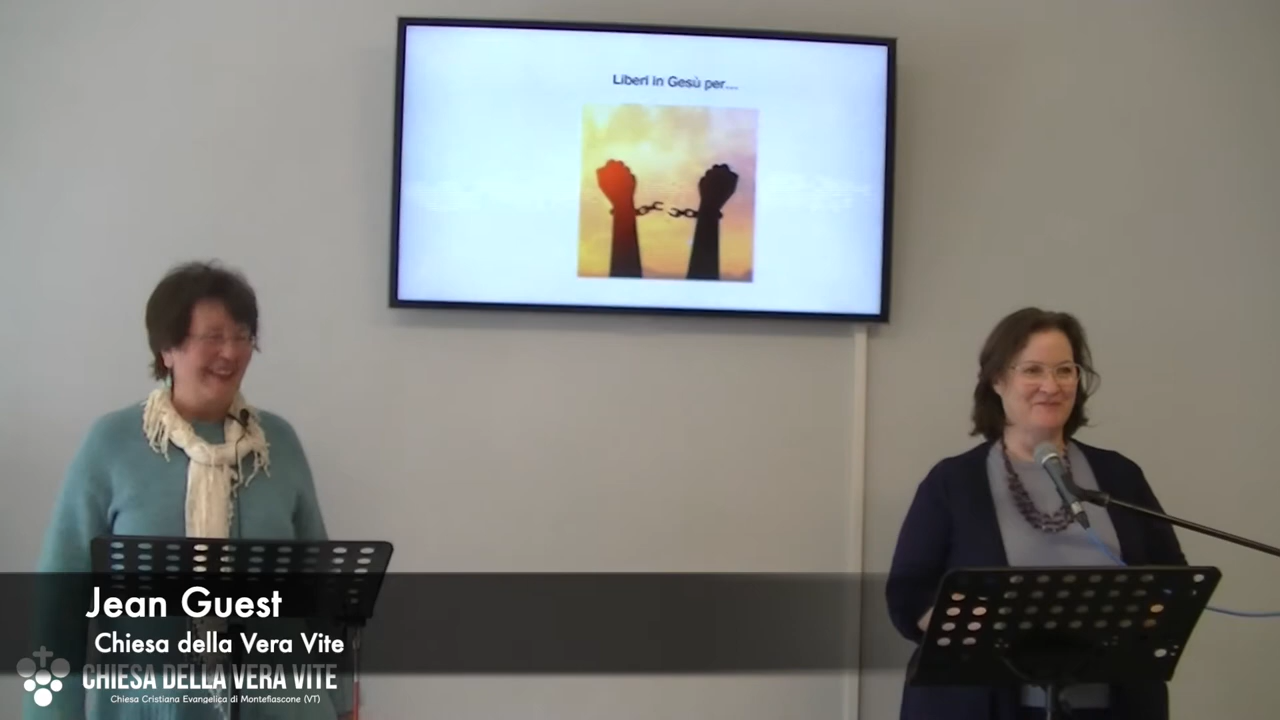 Liberi in Gesù per...
Jean Guest
Chiesa della Vera Vite
CHIESA DELLA VERA VITE
Chiesa Cristiana Evangelica di Montefiascone (VT)